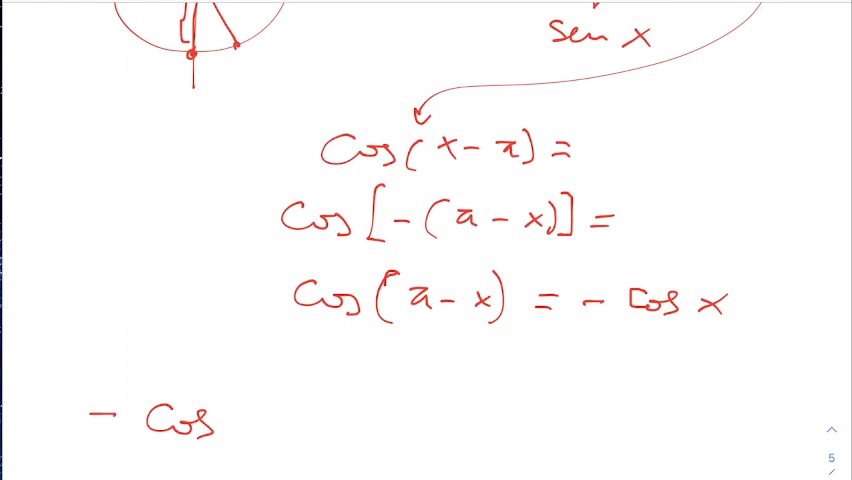 sen x
cos(x - π) =
cos[-(π - x)] =
cos(π - x) = - cos x
- cos
5